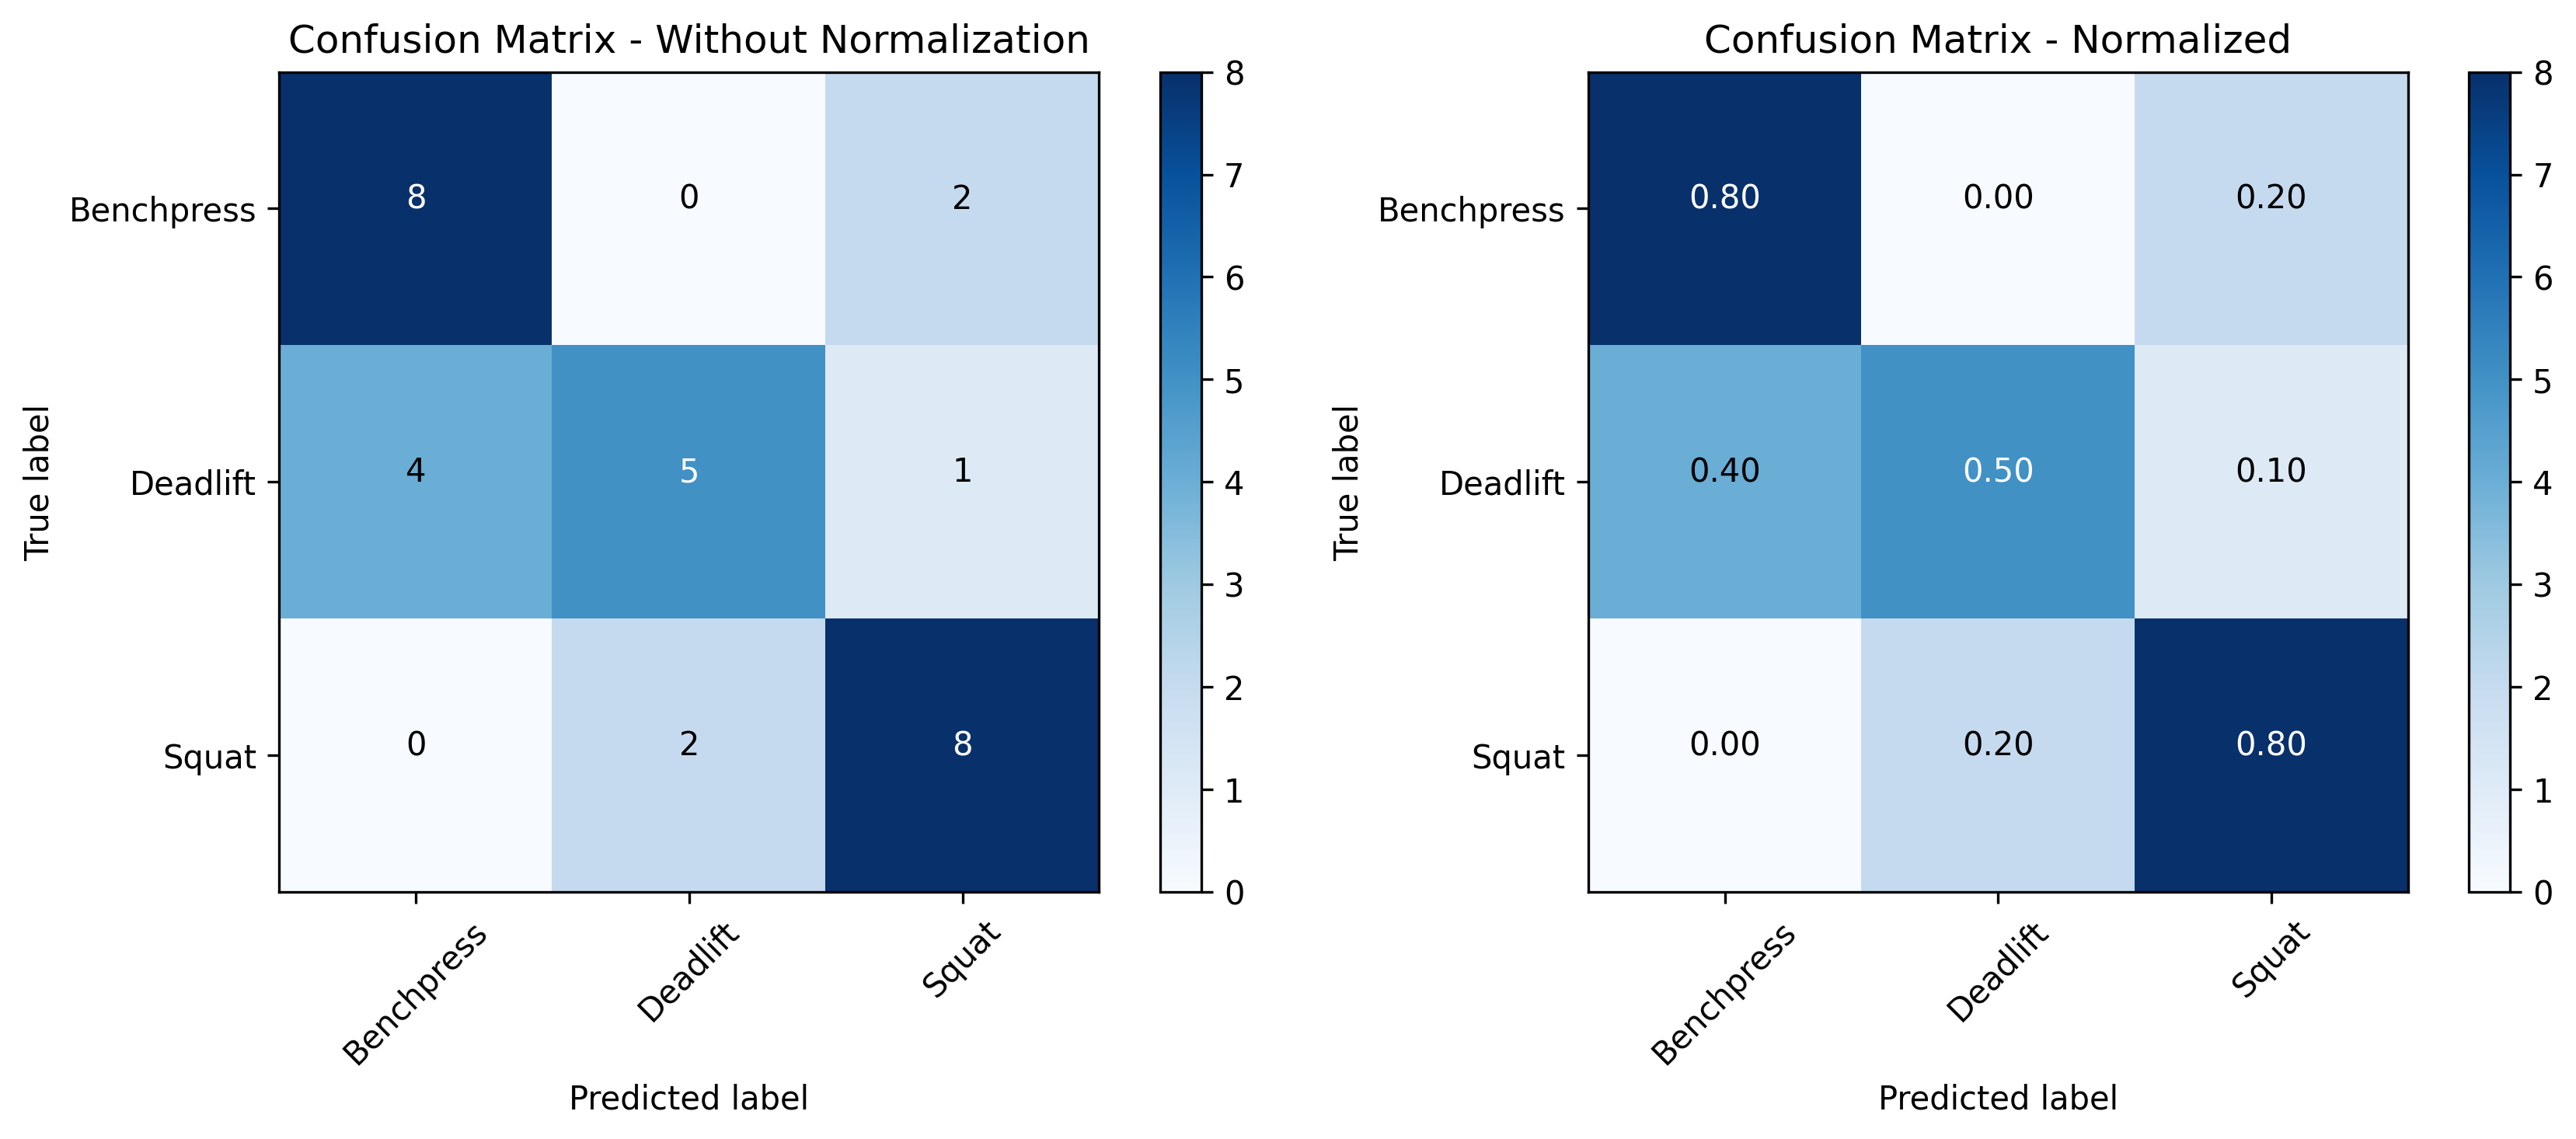 Confusion Matrix - Without Normalization
8
7
6
5
4
3
2
1
0
True label
Benchpress
8 0 2
Deadlift
4 5 1
Squat
0 2 8
Benchpress Deadlift Squat
Predicted label
Confusion Matrix - Normalized
8
7
6
5
4
3
2
1
0
True label
Benchpress
0.80 0.00 0.20
Deadlift
0.40 0.50 0.10
Squat
0.00 0.20 0.80
Benchpress Deadlift Squat
Predicted label